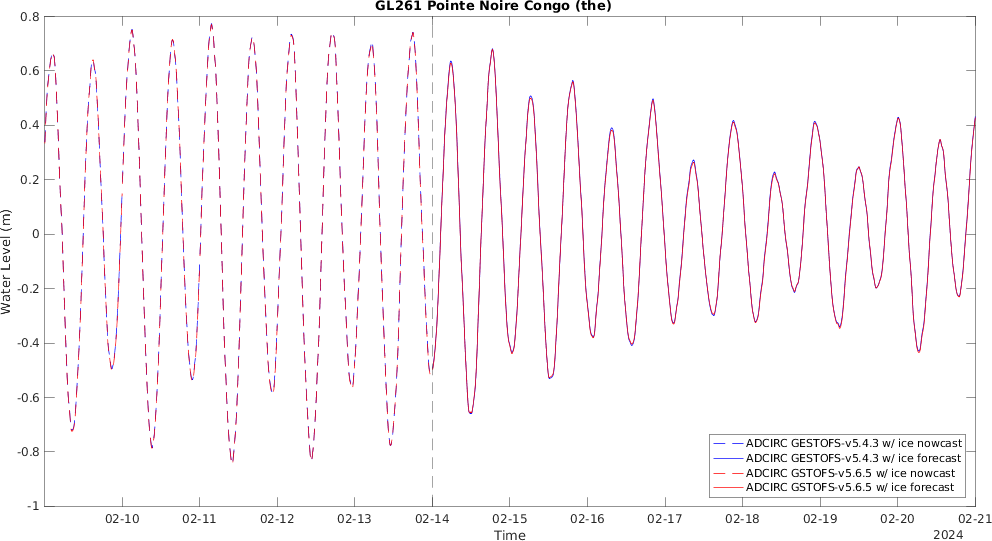 GL261 Pointe Noire Congo (the)
Water Level (m)
0.8
0.6
0.4
0.2
0
-0.2
-0.4
-0.6
-0.8
-1
ADCIRC GESTOFS-v5.4.3 w/ ice nowcast
ADCIRC GESTOFS-v5.4.3 w/ ice forecast
ADCIRC GSTOFS-v5.6.5 w/ ice nowcast
ADCIRC GSTOFS-v5.6.5 w/ ice forecast
02-10 02-11 02-12 02-13 02-14 02-15 02-16 02-17 02-18 02-19 02-20 02-21
Time
2024